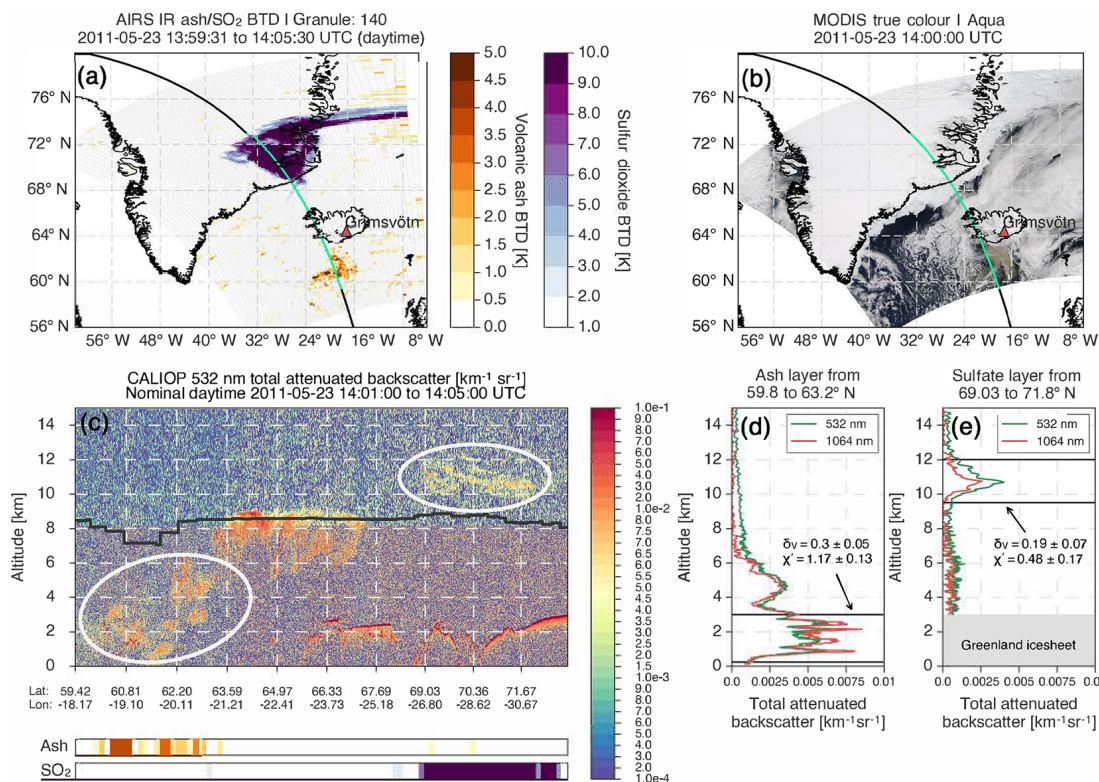 AIRS IR ash/SO₂ BTD I Granule: 140
2011-05-23 13:59:31 to 14:05:30 UTC (daytime)
(a)
76° N
72° N
68° N
64° N
60° N
56° N
56° W 48° W 40° W 32° W 24° W 16° W 8° W
Grimsvötn
5.0
4.5
4.0
3.5
3.0
2.5
2.0
1.5
1.0
0.5
0.0
Volcanic ash BTD [K]
10.0
9.0
8.0
7.0
6.0
5.0
4.0
3.0
2.0
1.0
Sulfur dioxide BTD [K]
MODIS true colour I Aqua
2011-05-23 14:00:00 UTC
(b)
76° N
72° N
68° N
64° N
60° N
56° N
56° W 48° W 40° W 32° W 24° W 16° W 8° W
Grimsvötn
CALIOP 532 nm total attenuated backscatter [km⁻¹ sr⁻¹]
Nominal daytime 2011-05-23 14:01:00 to 14:05:00 UTC
(c)
Altitude [km]
14
12
10
8
6
4
2
0
Lat: 59.42 60.81 62.20 63.59 64.97 66.33 67.69 69.03 70.36 71.67
Lon: -18.17 -19.10 -20.11 -21.21 -22.41 -23.73 -25.18 -26.80 -28.62 -30.67
Ash
SO₂
1.0e-1
9.0
8.0
7.0
6.0
5.0
4.0
3.0
2.0
1.0e-2
9.0
8.0
7.0
6.0
5.0
4.5
4.0
3.5
3.0
2.5
2.0
1.5
1.0e-3
9.0
8.0
7.0
6.0
5.0
4.0
3.0
2.0
1.0e-4
Ash layer from
59.8 to 63.2° N
(d)
532 nm
1064 nm
δᵥ = 0.3 ± 0.05
χ′ = 1.17 ± 0.13
Altitude [km]
14
12
10
8
6
4
2
0
0.0 0.0025 0.005 0.0075 0.01
Total attenuated
backscatter [km⁻¹sr⁻¹]
Sulfate layer from
69.03 to 71.8° N
(e)
532 nm
1064 nm
δᵥ = 0.19 ± 0.07
χ′ = 0.48 ± 0.17
Greenland icesheet
Altitude [km]
14
12
10
8
6
4
2
0
0.0 0.0025 0.005 0.0075 0.01
Total attenuated
backscatter [km⁻¹sr⁻¹]